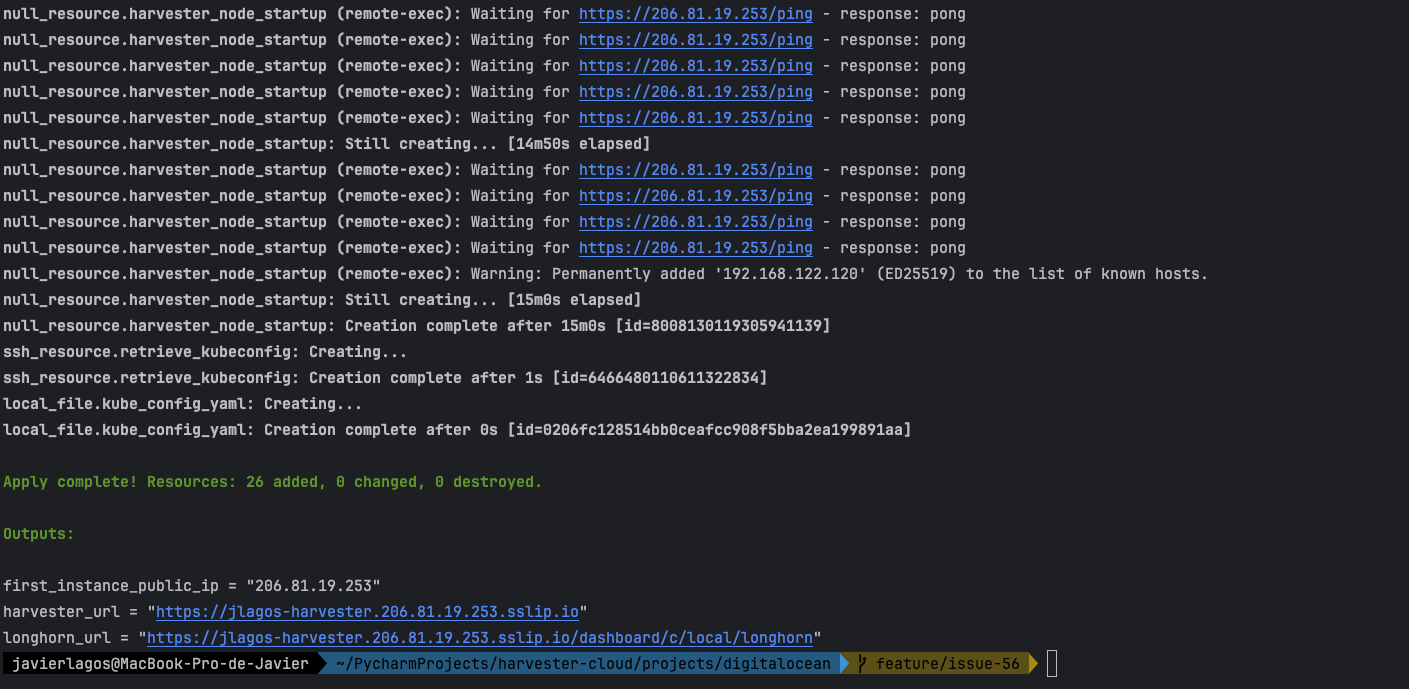 null_resource.harvester_node_startup (remote-exec): Waiting for https://206.81.19.253/ping - response: pong
null_resource.harvester_node_startup (remote-exec): Waiting for https://206.81.19.253/ping - response: pong
null_resource.harvester_node_startup (remote-exec): Waiting for https://206.81.19.253/ping - response: pong
null_resource.harvester_node_startup (remote-exec): Waiting for https://206.81.19.253/ping - response: pong
null_resource.harvester_node_startup (remote-exec): Waiting for https://206.81.19.253/ping - response: pong
null_resource.harvester_node_startup: Still creating... [14m50s elapsed]
null_resource.harvester_node_startup (remote-exec): Waiting for https://206.81.19.253/ping - response: pong
null_resource.harvester_node_startup (remote-exec): Waiting for https://206.81.19.253/ping - response: pong
null_resource.harvester_node_startup (remote-exec): Waiting for https://206.81.19.253/ping - response: pong
null_resource.harvester_node_startup (remote-exec): Waiting for https://206.81.19.253/ping - response: pong
null_resource.harvester_node_startup (remote-exec): Warning: Permanently added '192.168.122.120' (ED25519) to the list of known hosts.
null_resource.harvester_node_startup: Still creating... [15m0s elapsed]
null_resource.harvester_node_startup: Creation complete after 15m0s [id=8008130119305941139]
ssh_resource.retrieve_kubeconfig: Creating...
ssh_resource.retrieve_kubeconfig: Creation complete after 1s [id=6466480110611322834]
local_file.kube_config_yaml: Creating...
local_file.kube_config_yaml: Creation complete after 0s [id=0206fc128514bb0ceafcc908f5bba2ea199891aa]
Apply complete! Resources: 26 added, 0 changed, 0 destroyed.
Outputs:
first_instance_public_ip = "206.81.19.253"
harvester_url = "https://jlagos-harvester.206.81.19.253.sslip.io"
longhorn_url = "https://jlagos-harvester.206.81.19.253.sslip.io/dashboard/c/local/longhorn"
javierlagos@MacBook-Pro-de-Javier ~/PycharmProjects/harvester-cloud/projects/digitalocean feature/issue-56